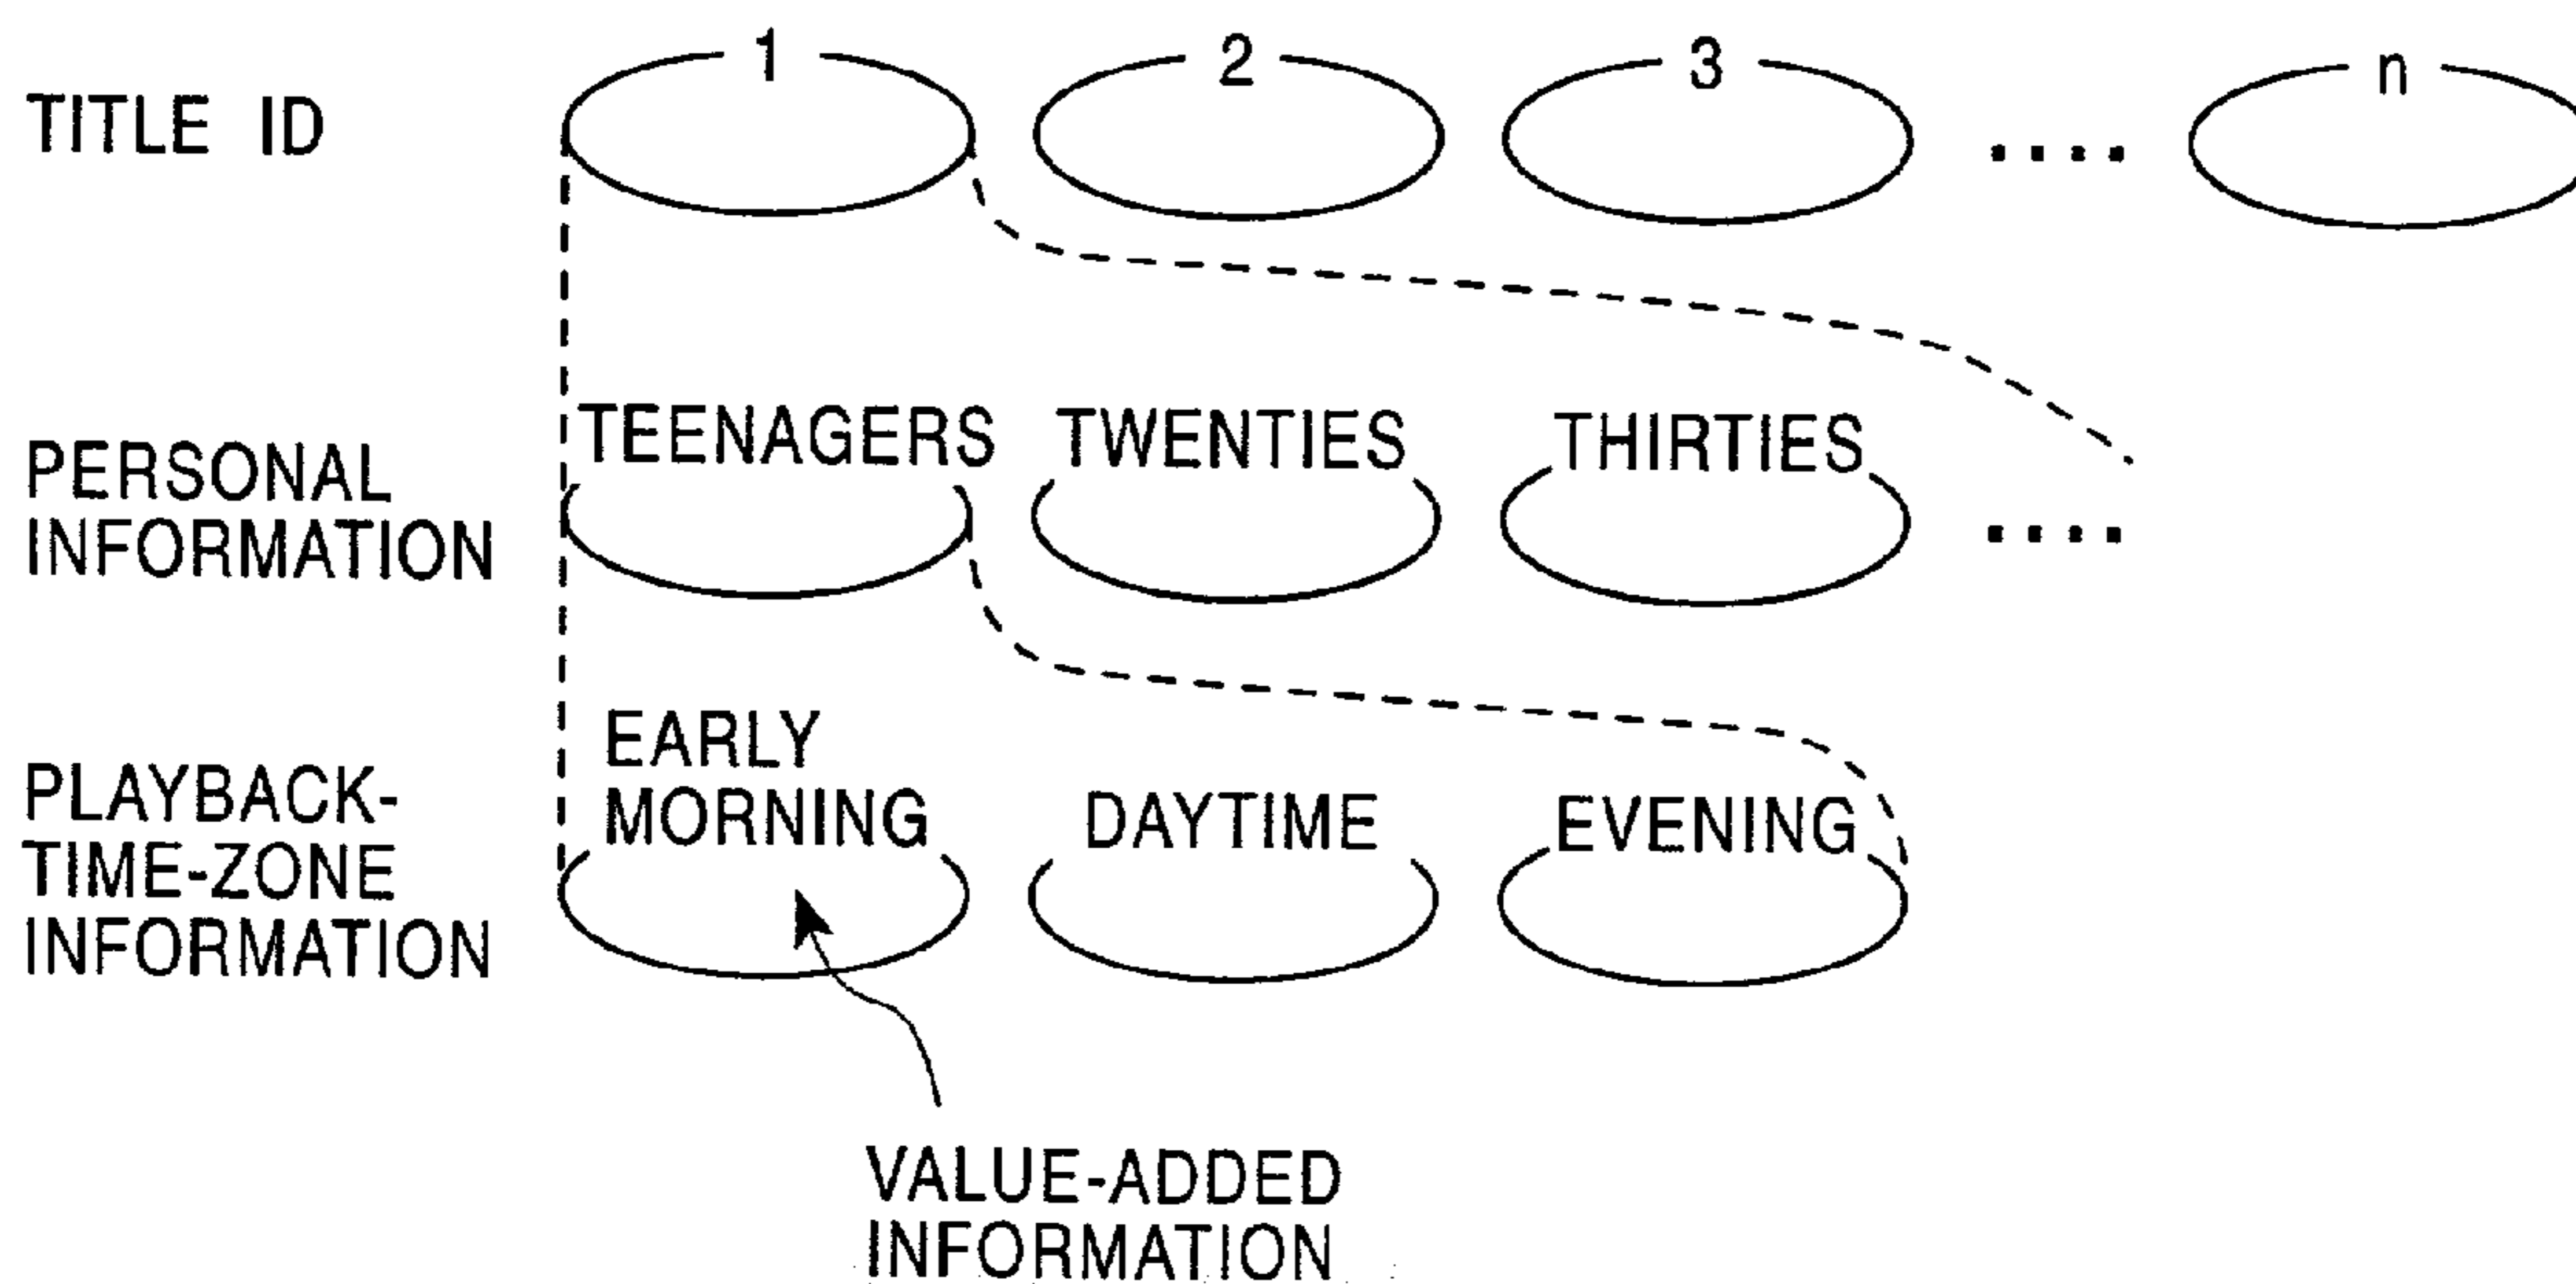 1 2 3 n
TITLE ID
....
TEENAGERS TWENTIES THIRTIES
PERSONAL
INFORMATION
....
EARLY
MORNING DAYTIME EVENING
PLAYBACK-
TIME-ZONE
INFORMATION
VALUE-ADDED
INFORMATION